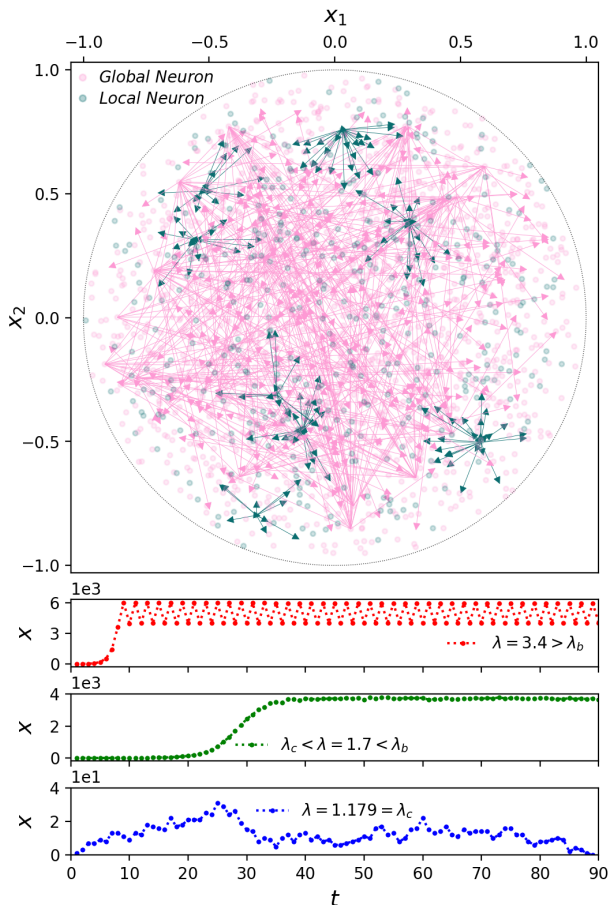 x₁
−1.0 −0.5 0.0 0.5 1.0
Global Neuron
Local Neuron
1.0
0.5
0.0
−0.5
−1.0
x₂
1e3
6
3
0
x
λ = 3.4 > λb
1e3
4
2
0
x
λc < λ = 1.7 < λb
1e1
4
2
0
x
λ = 1.179 = λc
0 10 20 30 40 50 60 70 80 90
t